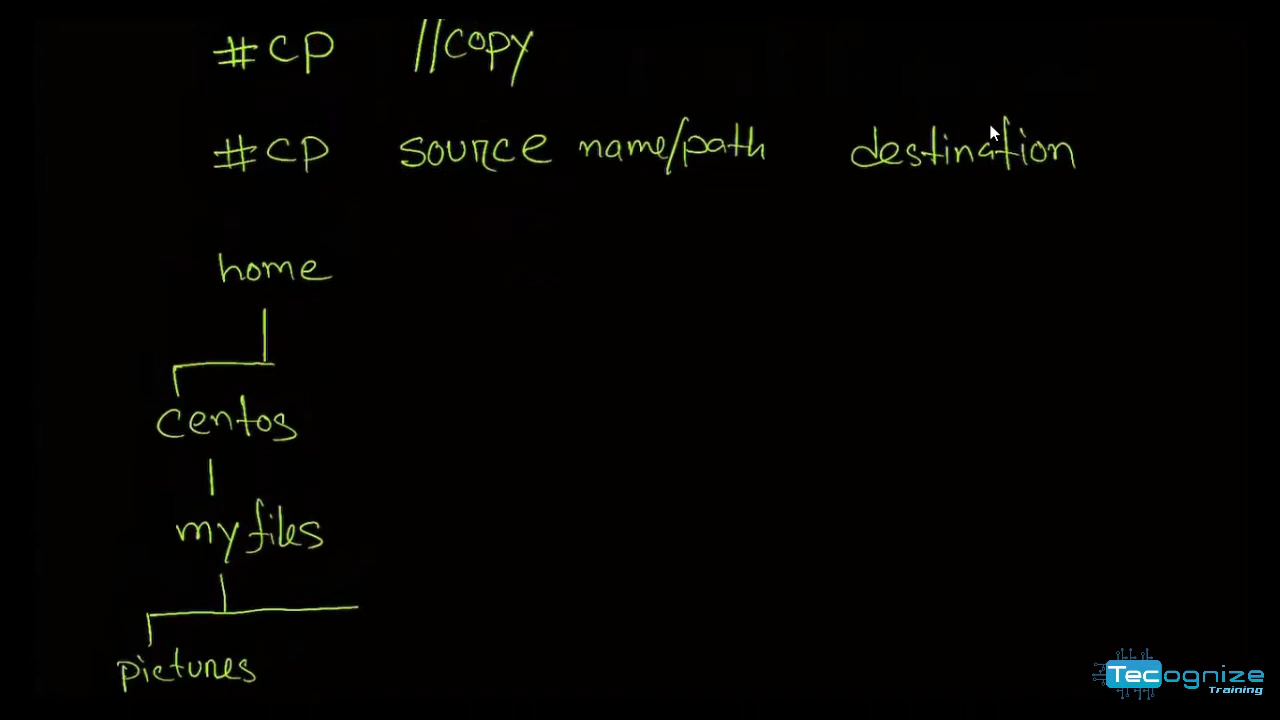 #cp //copy
#cp source name/path destination
home
centos
myfiles
pictures
Tecognize
Training